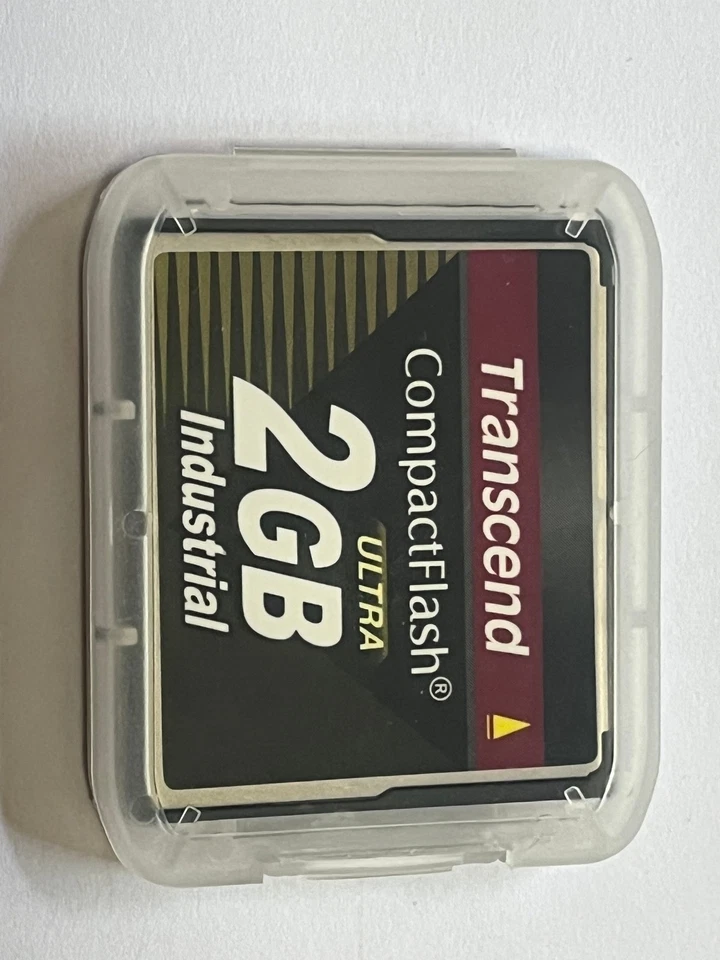 Transcend
CompactFlash®
ULTRA
2GB
Industrial